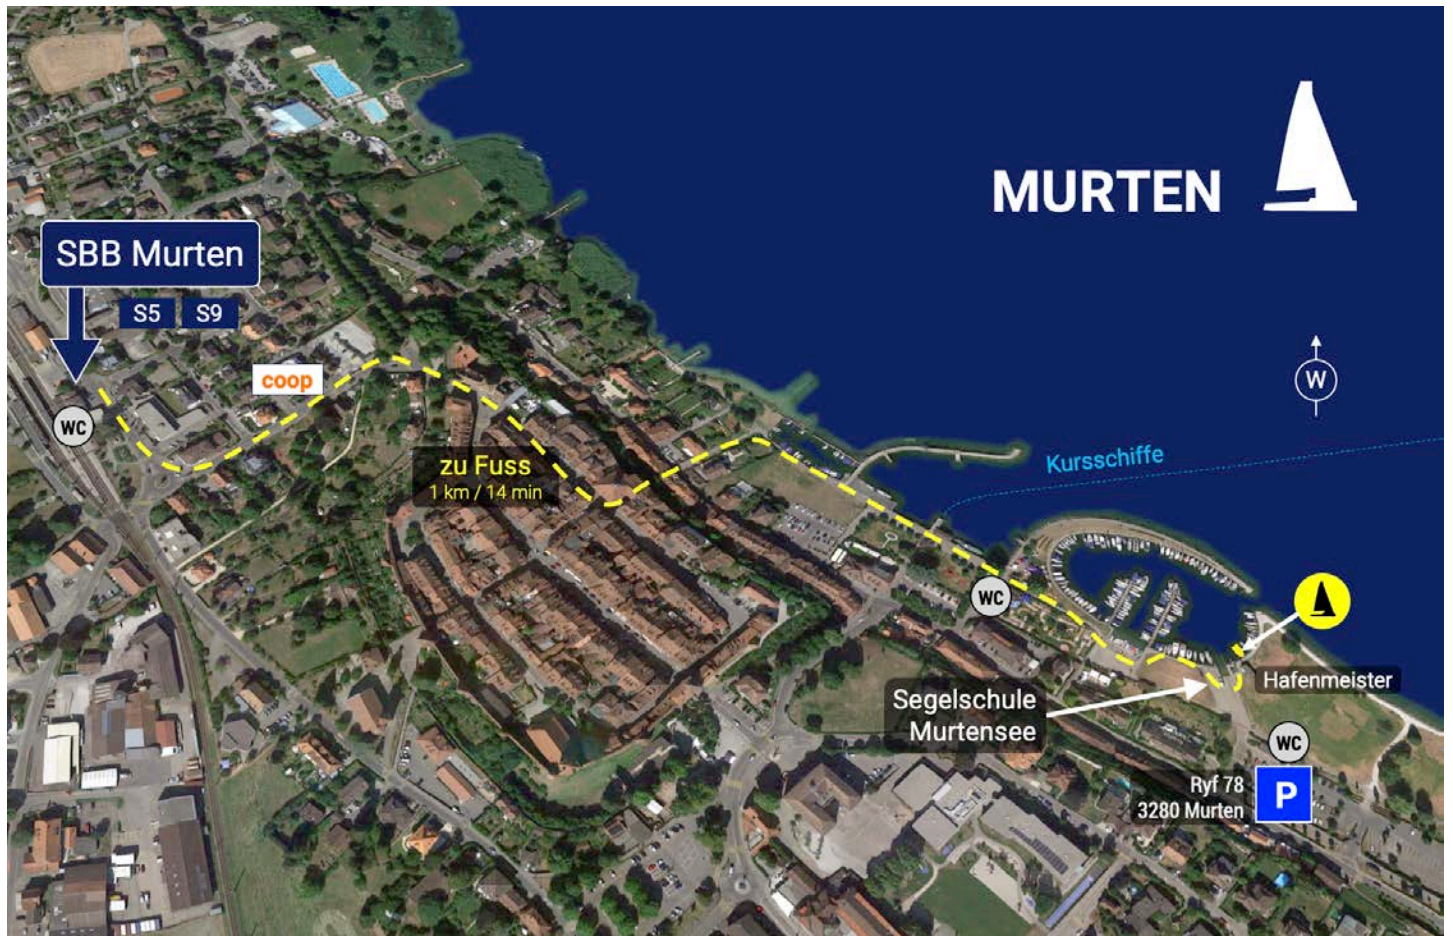 MURTEN
SBB Murten
S5
S9
coop
WC
zu Fuss
1 km / 14 min
W
Kursschiffe
WC
Segelschule
Murtensee
Hafenmeister
WC
Ryf 78
3280 Murten
P